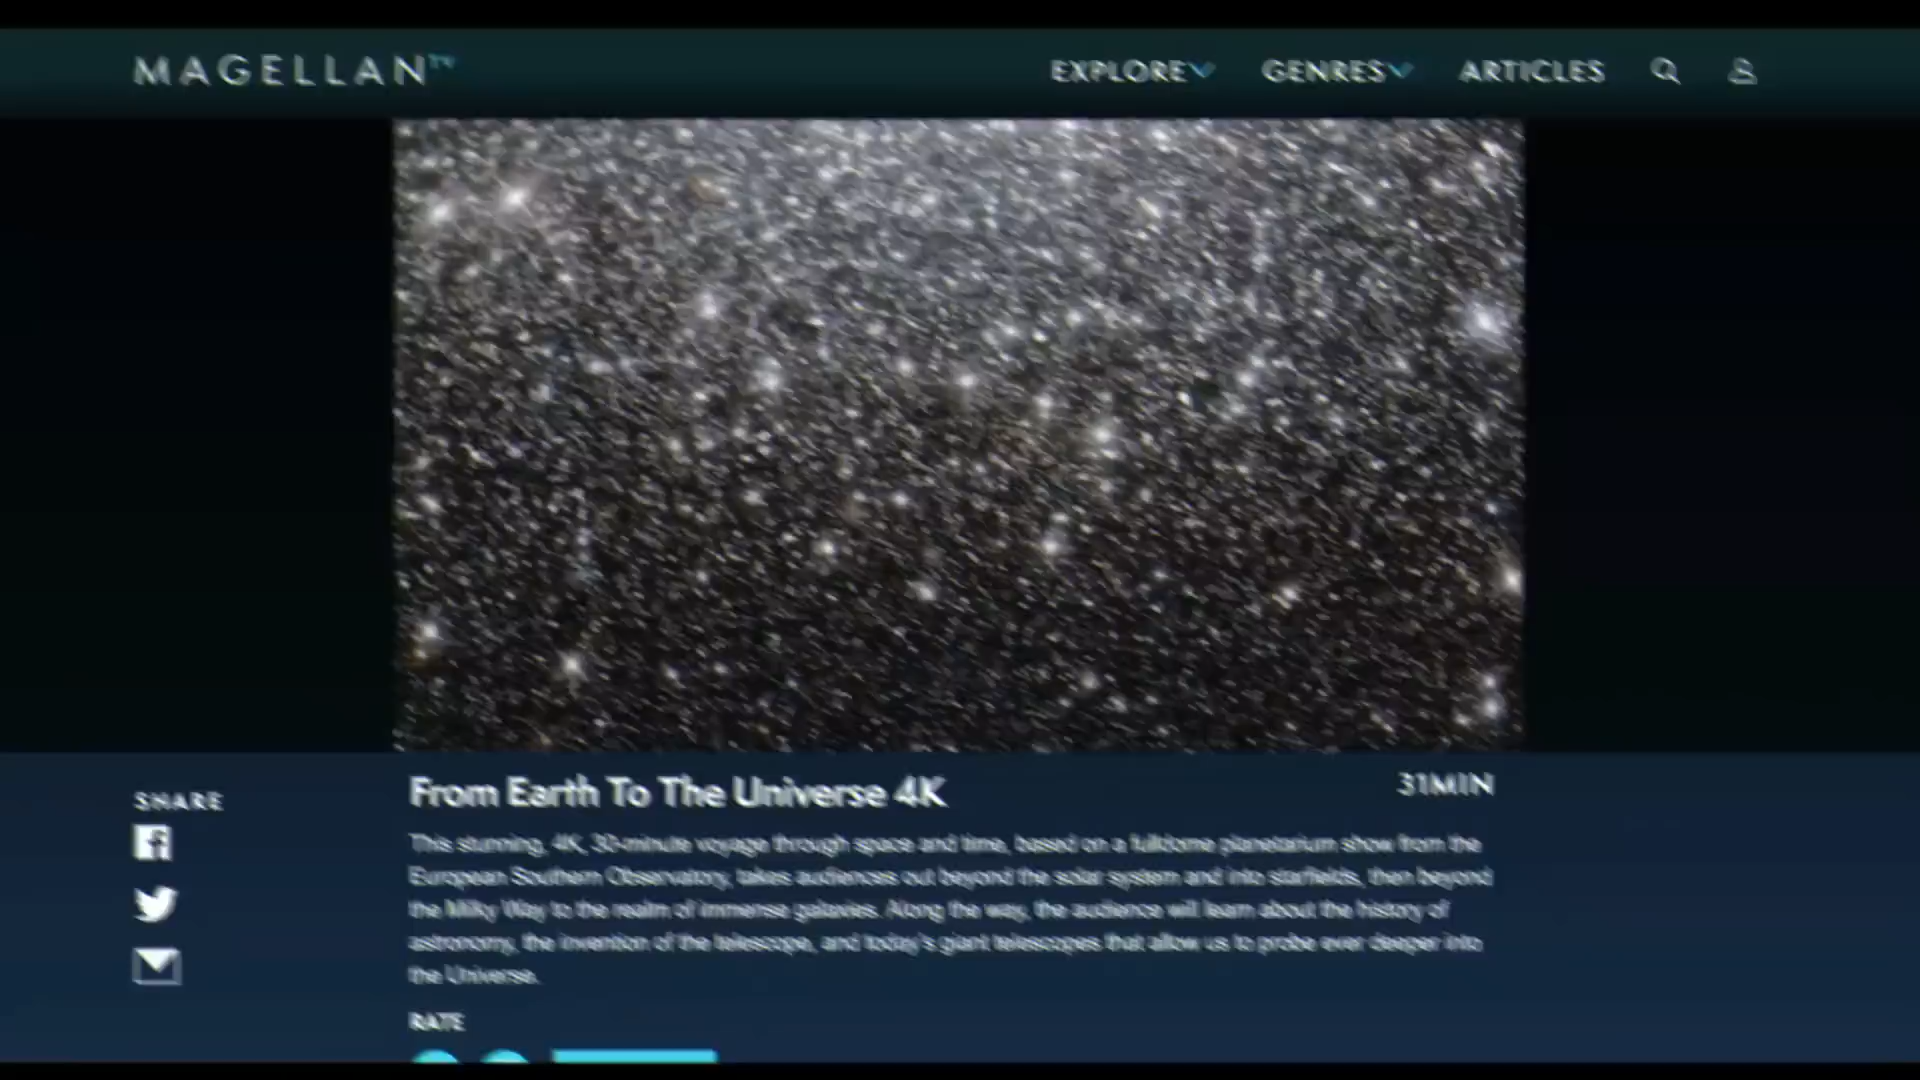 MAGELLAN TV
EXPLORE
GENRES
ARTICLES
SHARE
From Earth To The Universe 4K
31MIN
This stunning, 4K, 30-minute voyage through space and time, based on a fulldome planetarium show from the
European Southern Observatory, takes audiences out beyond the solar system and into starfields, then beyond
the Milky Way to the realm of immense galaxies. Along the way, the audience will learn about the history of
astronomy, the invention of the telescope, and today's giant telescopes that allow us to probe ever deeper into
the Universe.
RATE